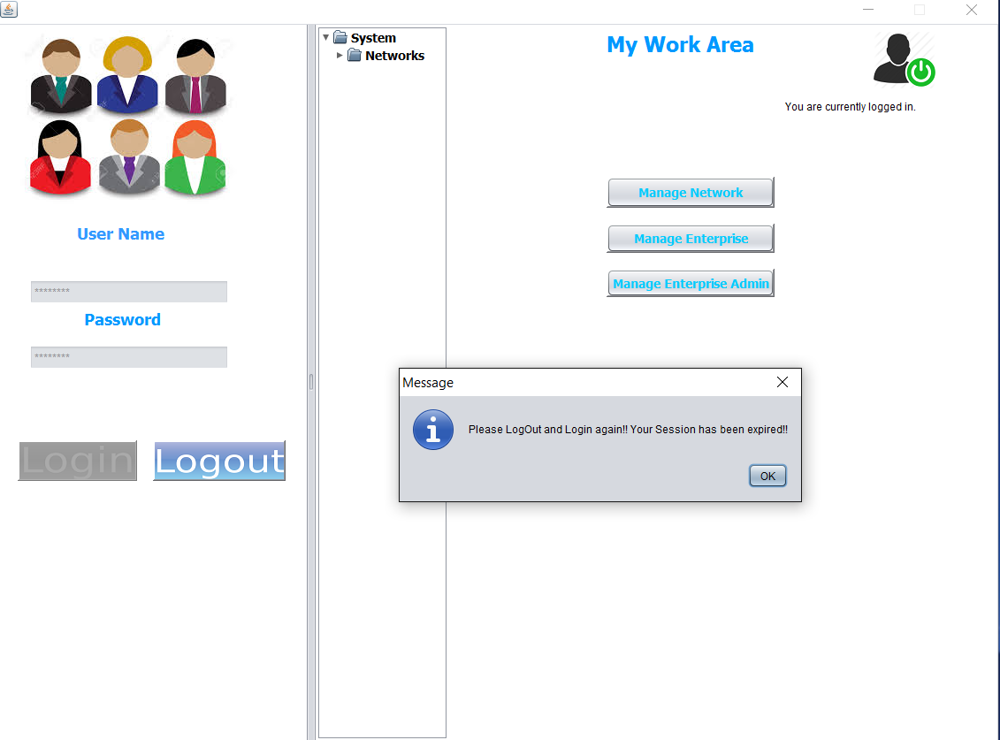 User Name
********
Password
********
Login
Logout
System
Networks
My Work Area
You are currently logged in.
Manage Network
Manage Enterprise
Manage Enterprise Admin
Message
Please LogOut and Login again!! Your Session has been expired!!
OK